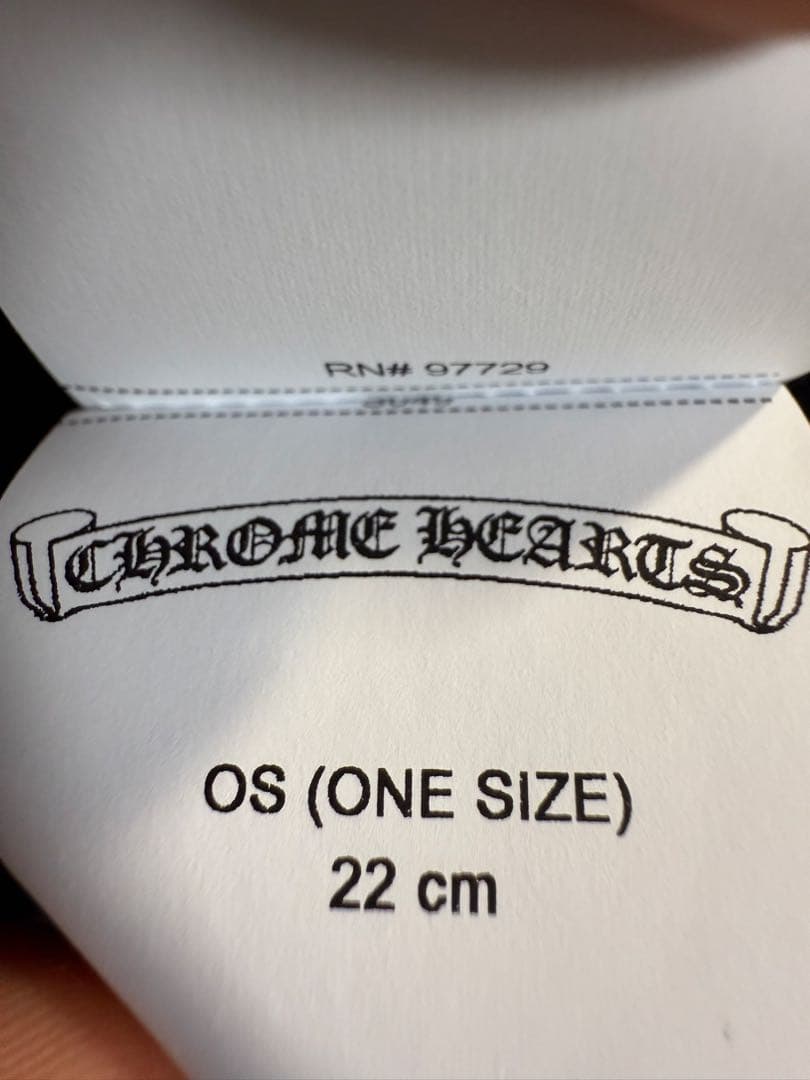 RN# 97729
CHROME HEARTS
OS (ONE SIZE)
22 cm